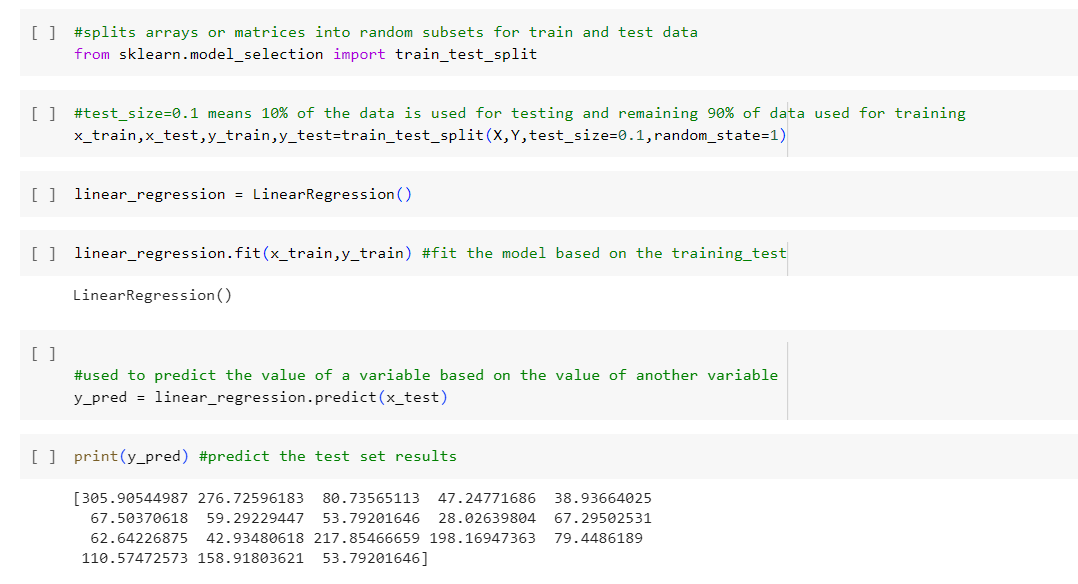 [ ] #splits arrays or matrices into random subsets for train and test data
from sklearn.model_selection import train_test_split
[ ] #test_size=0.1 means 10% of the data is used for testing and remaining 90% of data used for training
x_train,x_test,y_train,y_test=train_test_split(X,Y,test_size=0.1,random_state=1)
[ ] linear_regression = LinearRegression()
[ ] linear_regression.fit(x_train,y_train) #fit the model based on the training_test
LinearRegression()
[ ]
#used to predict the value of a variable based on the value of another variable
y_pred = linear_regression.predict(x_test)
[ ] print(y_pred) #predict the test set results
[305.90544987 276.72596183  80.73565113  47.24771686  38.93664025
67.50370618  59.29229447  53.79201646  28.02639804  67.29502531
62.64226875  42.93480618 217.85466659 198.16947363  79.4486189
110.57472573 158.91803621  53.79201646]